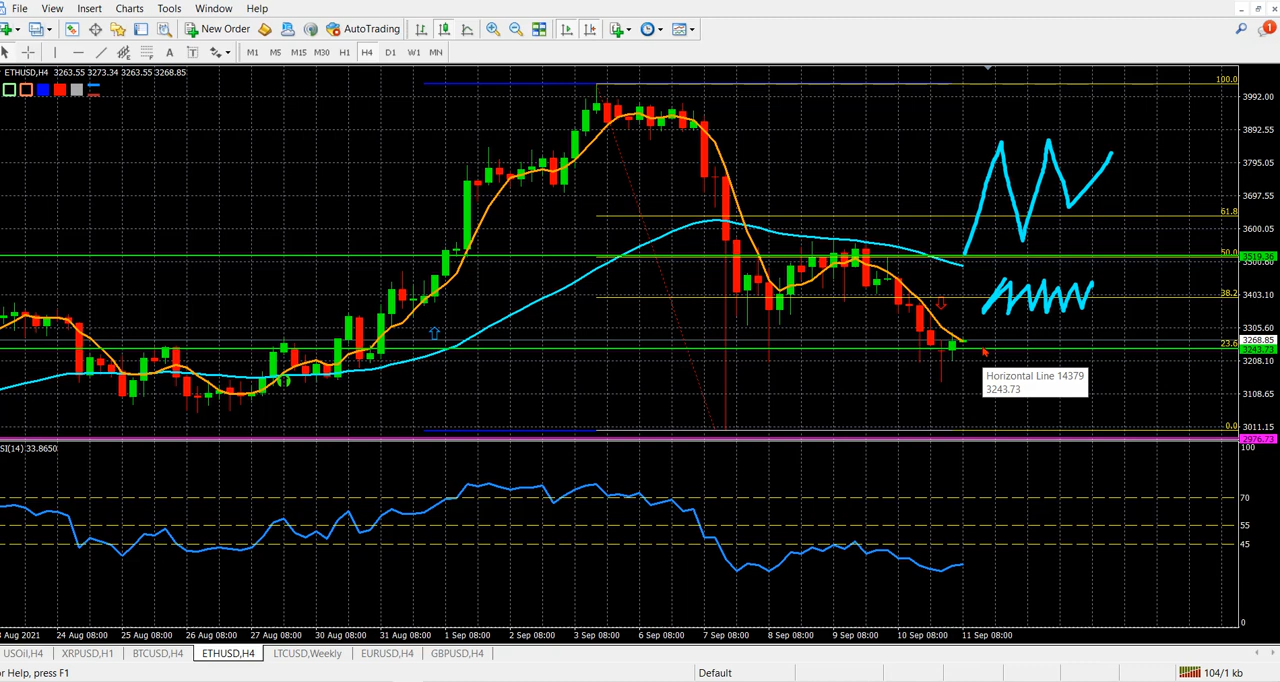 File View Insert Charts Tools Window Help
New Order AutoTrading
M1 M5 M15 M30 H1 H4 D1 W1 MN
ETHUSD,H4 3263.55 3273.34 3263.55 3268.85
100.0
3992.00
3892.55
3795.05
3697.55
61.8
3600.05
50.0
3519.36
38.2
3403.10
3305.60
3268.85
23.6
3243.73
3208.10
3108.65
0.0
3011.15
2976.73
Horizontal Line 14379
3243.73
SI(14) 33.8650
100
70
55
45
0
3 Aug 2021 24 Aug 08:00 25 Aug 08:00 26 Aug 08:00 27 Aug 08:00 30 Aug 08:00 31 Aug 08:00 1 Sep 08:00 2 Sep 08:00 3 Sep 08:00 6 Sep 08:00 7 Sep 08:00 8 Sep 08:00 9 Sep 08:00 10 Sep 08:00 11 Sep 08:00
USOil,H4 XRPUSD,H1 BTCUSD,H4 ETHUSD,H4 LTCUSD,Weekly EURUSD,H4 GBPUSD,H4
or Help, press F1 Default 104/1 kb